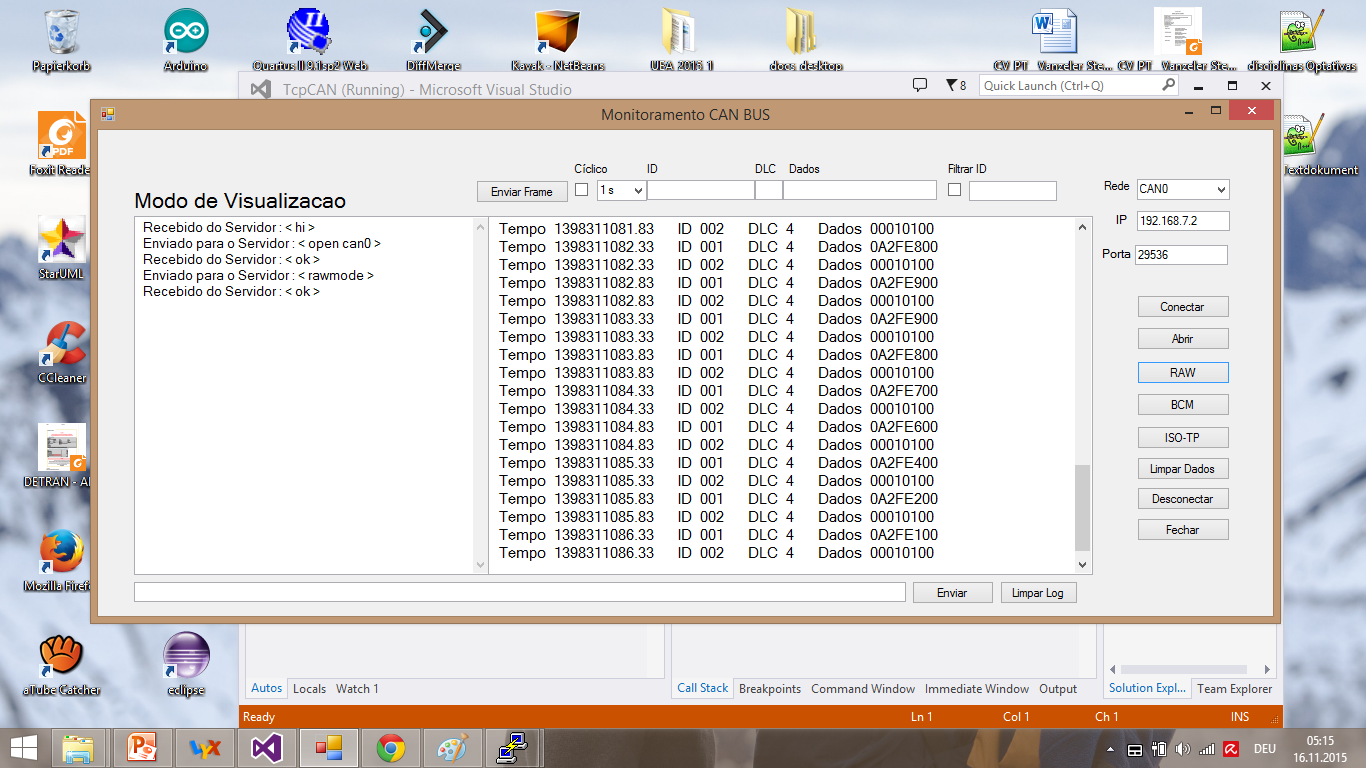 Papierkorb
Arduino
Quartus II 9.1sp2 Web
DiffMerge
Kavak - NetBeans
UEA 2015_1
docs_desktop
CV_PT__Vanzeler_Ste...
CV_PT__Vanzeler_Ste...
disciplinas Optativas
TcpCAN (Running) - Microsoft Visual Studio
8
Quick Launch (Ctrl+Q)
Monitoramento CAN BUS
PDF
Foxit Reade
Textdokument
StarUML
CCleaner
DETRAN - A
Mozilla Firef
aTube Catcher
eclipse
Cíclico
ID
DLC
Dados
Filtrar ID
Enviar Frame
1 s
Rede
CAN0
IP
192.168.7.2
Porta
29536
Modo de Visualizacao
Recebido do Servidor : < hi >
Enviado para o Servidor : < open can0 >
Recebido do Servidor : < ok >
Enviado para o Servidor : < rawmode >
Recebido do Servidor : < ok >
Tempo 1398311081.83 ID 002 DLC 4 Dados 00010100
Tempo 1398311082.33 ID 001 DLC 4 Dados 0A2FE800
Tempo 1398311082.33 ID 002 DLC 4 Dados 00010100
Tempo 1398311082.83 ID 001 DLC 4 Dados 0A2FE900
Tempo 1398311082.83 ID 002 DLC 4 Dados 00010100
Tempo 1398311083.33 ID 001 DLC 4 Dados 0A2FE900
Tempo 1398311083.33 ID 002 DLC 4 Dados 00010100
Tempo 1398311083.83 ID 001 DLC 4 Dados 0A2FE800
Tempo 1398311083.83 ID 002 DLC 4 Dados 00010100
Tempo 1398311084.33 ID 001 DLC 4 Dados 0A2FE700
Tempo 1398311084.33 ID 002 DLC 4 Dados 00010100
Tempo 1398311084.83 ID 001 DLC 4 Dados 0A2FE600
Tempo 1398311084.83 ID 002 DLC 4 Dados 00010100
Tempo 1398311085.33 ID 001 DLC 4 Dados 0A2FE400
Tempo 1398311085.33 ID 002 DLC 4 Dados 00010100
Tempo 1398311085.83 ID 001 DLC 4 Dados 0A2FE200
Tempo 1398311085.83 ID 002 DLC 4 Dados 00010100
Tempo 1398311086.33 ID 001 DLC 4 Dados 0A2FE100
Tempo 1398311086.33 ID 002 DLC 4 Dados 00010100
Conectar
Abrir
RAW
BCM
ISO-TP
Limpar Dados
Desconectar
Fechar
Enviar
Limpar Log
Autos
Locals
Watch 1
Call Stack
Breakpoints
Command Window
Immediate Window
Output
Solution Expl...
Team Explorer
Ready
Ln 1
Col 1
Ch 1
INS
DEU
05:15
16.11.2015